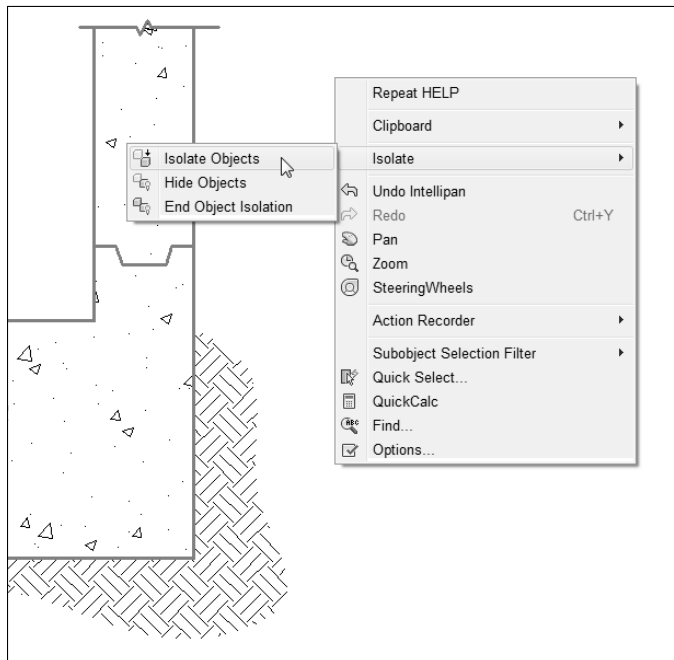 Repeat HELP
Clipboard
Isolate
Isolate Objects
Hide Objects
End Object Isolation
Undo Intellipan
Redo Ctrl+Y
Pan
Zoom
SteeringWheels
Action Recorder
Subobject Selection Filter
Quick Select...
QuickCalc
ABC
Find...
Options...